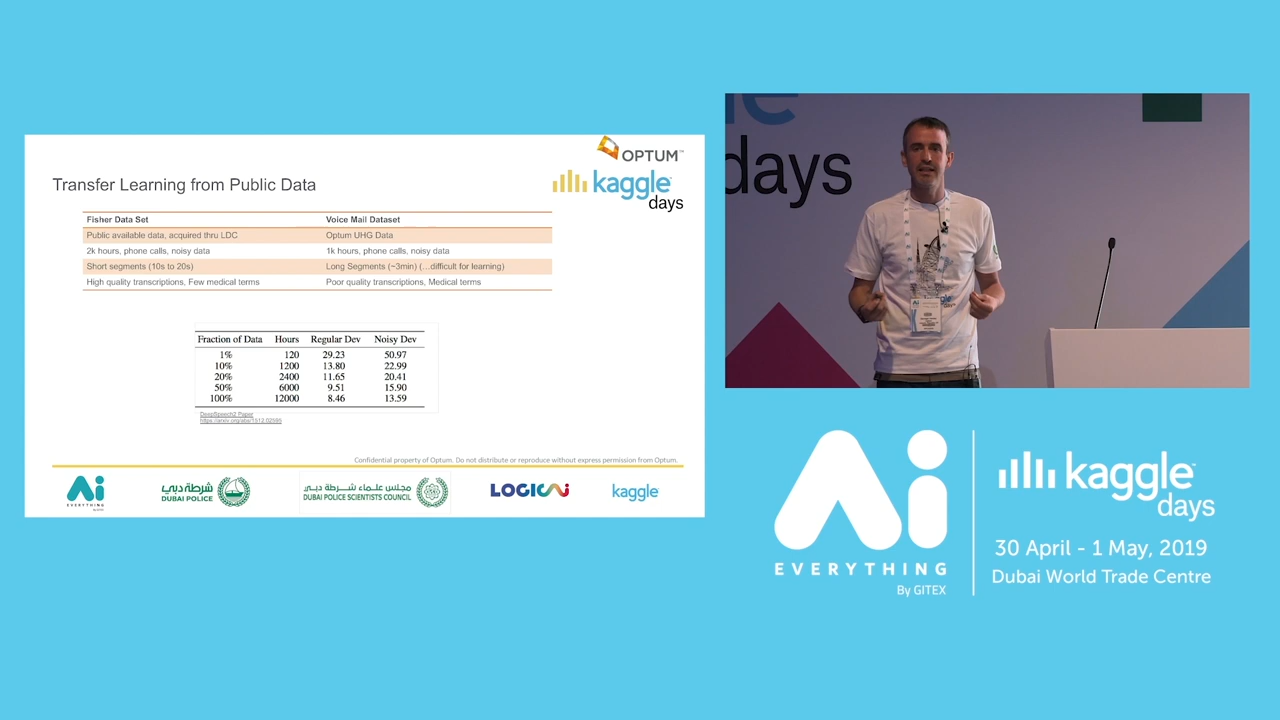 OPTUM™
Transfer Learning from Public Data
kaggle
days
Fisher Data Set Voice Mail Dataset
Public available data, acquired thru LDC Optum UHG Data
2k hours, phone calls, noisy data 1k hours, phone calls, noisy data
Short segments (10s to 20s) Long Segments (~3min) (…difficult for learning)
High quality transcriptions, Few medical terms Poor quality transcriptions, Medical terms
Fraction of Data Hours Regular Dev Noisy Dev
1% 120 29.23 50.97
10% 1200 13.80 22.99
20% 2400 11.65 20.41
50% 6000 9.51 15.90
100% 12000 8.46 13.59
DeepSpeech2 Paper
Confidential property of Optum. Do not distribute or reproduce without express permission from Optum.
Ai
EVERYTHING
شرطة دبي
DUBAI POLICE
مجلس علماء شرطة دبي
DUBAI POLICE SCIENTISTS COUNCIL
LOGICAi
kaggle
days
kaggle
days
Ai
EVERYTHING
By GITEX
kaggle
days
30 April - 1 May, 2019
Dubai World Trade Centre